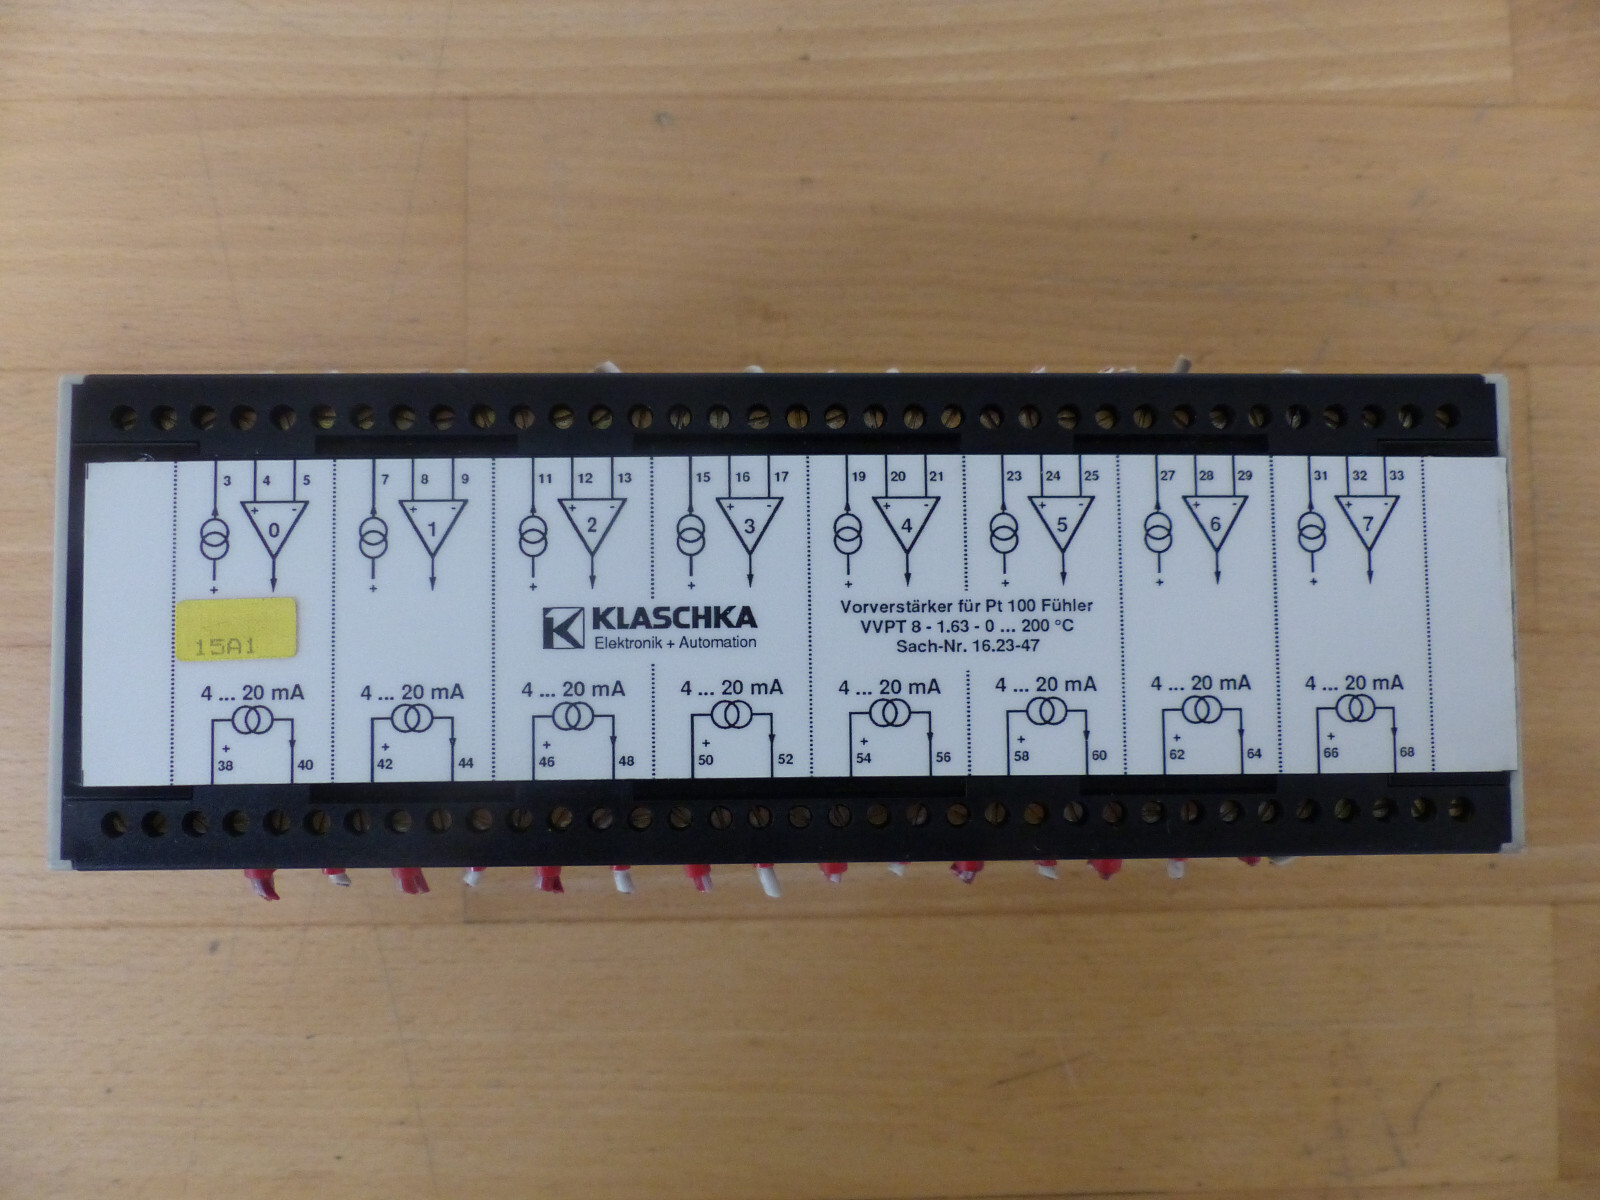 3 4 5 7 8 9 11 12 13 15 16 17 19 20 21 23 24 25 27 28 29 31 32 33
+ - + - + - + - + - + - + - + -
0 1 2 3 4 5 6 7
+ + + + + + + +
15A1
KLASCHKA
Elektronik + Automation
Vorverstärker für Pt 100 Fühler
VVPT 8 - 1.63 - 0 ... 200 °C
Sach-Nr. 16.23-47
4 ... 20 mA 4 ... 20 mA 4 ... 20 mA 4 ... 20 mA 4 ... 20 mA 4 ... 20 mA 4 ... 20 mA 4 ... 20 mA
+ + + + + + + +
38 40 42 44 46 48 50 52 54 56 58 60 62 64 66 68